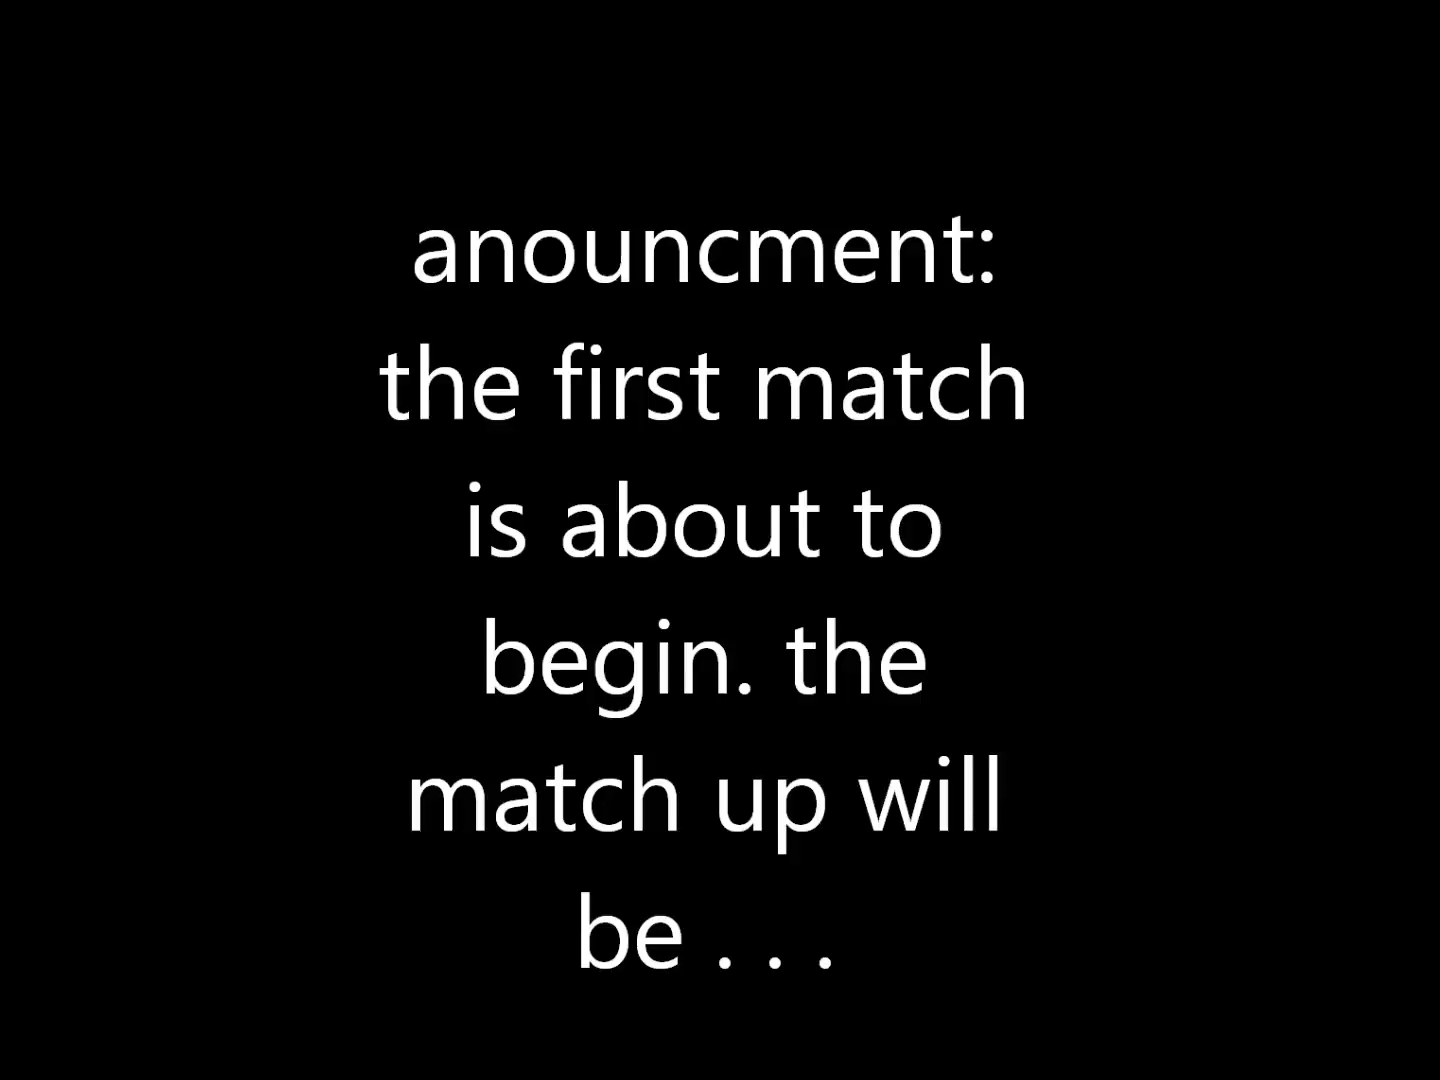 anouncment:
the first match
is about to
begin. the
match up will
be . . .